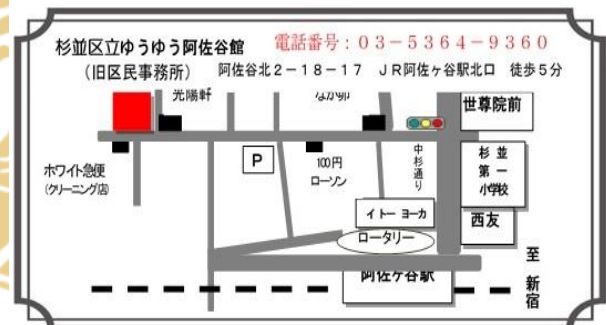 杉並区立ゆうゆう阿佐谷館
電話番号：０３－５３６４－９３６０
（旧区民事務所）
阿佐谷北２－１８－１７　ＪＲ阿佐ヶ谷駅北口　徒歩５分
光陽軒
なか卯
世尊院前
ホワイト急便
(クリーニング店)
P
100円
ローソン
中杉通り
杉並
第一
小学校
イトーヨーカ
西友
ロータリー
阿佐ケ谷駅
至
新宿